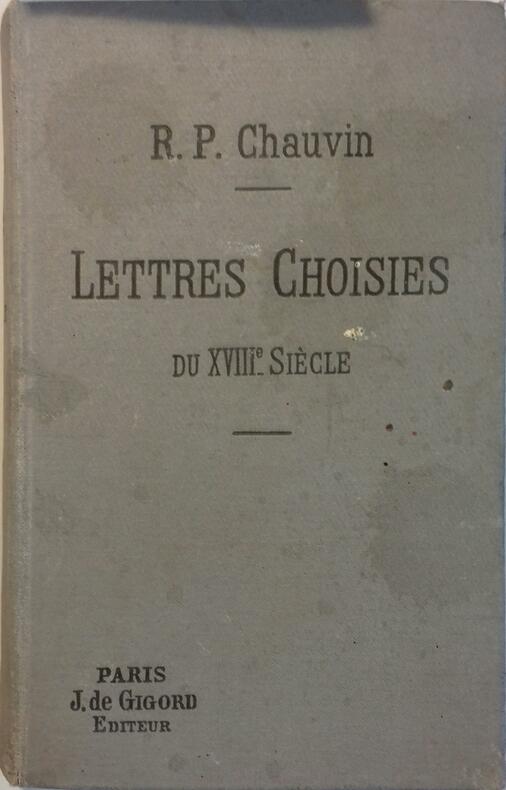 R. P. Chauvin
LETTRES CHOISIES
DU XVIIIe SIÈCLE
PARIS
J. de GIGORD
EDITEUR